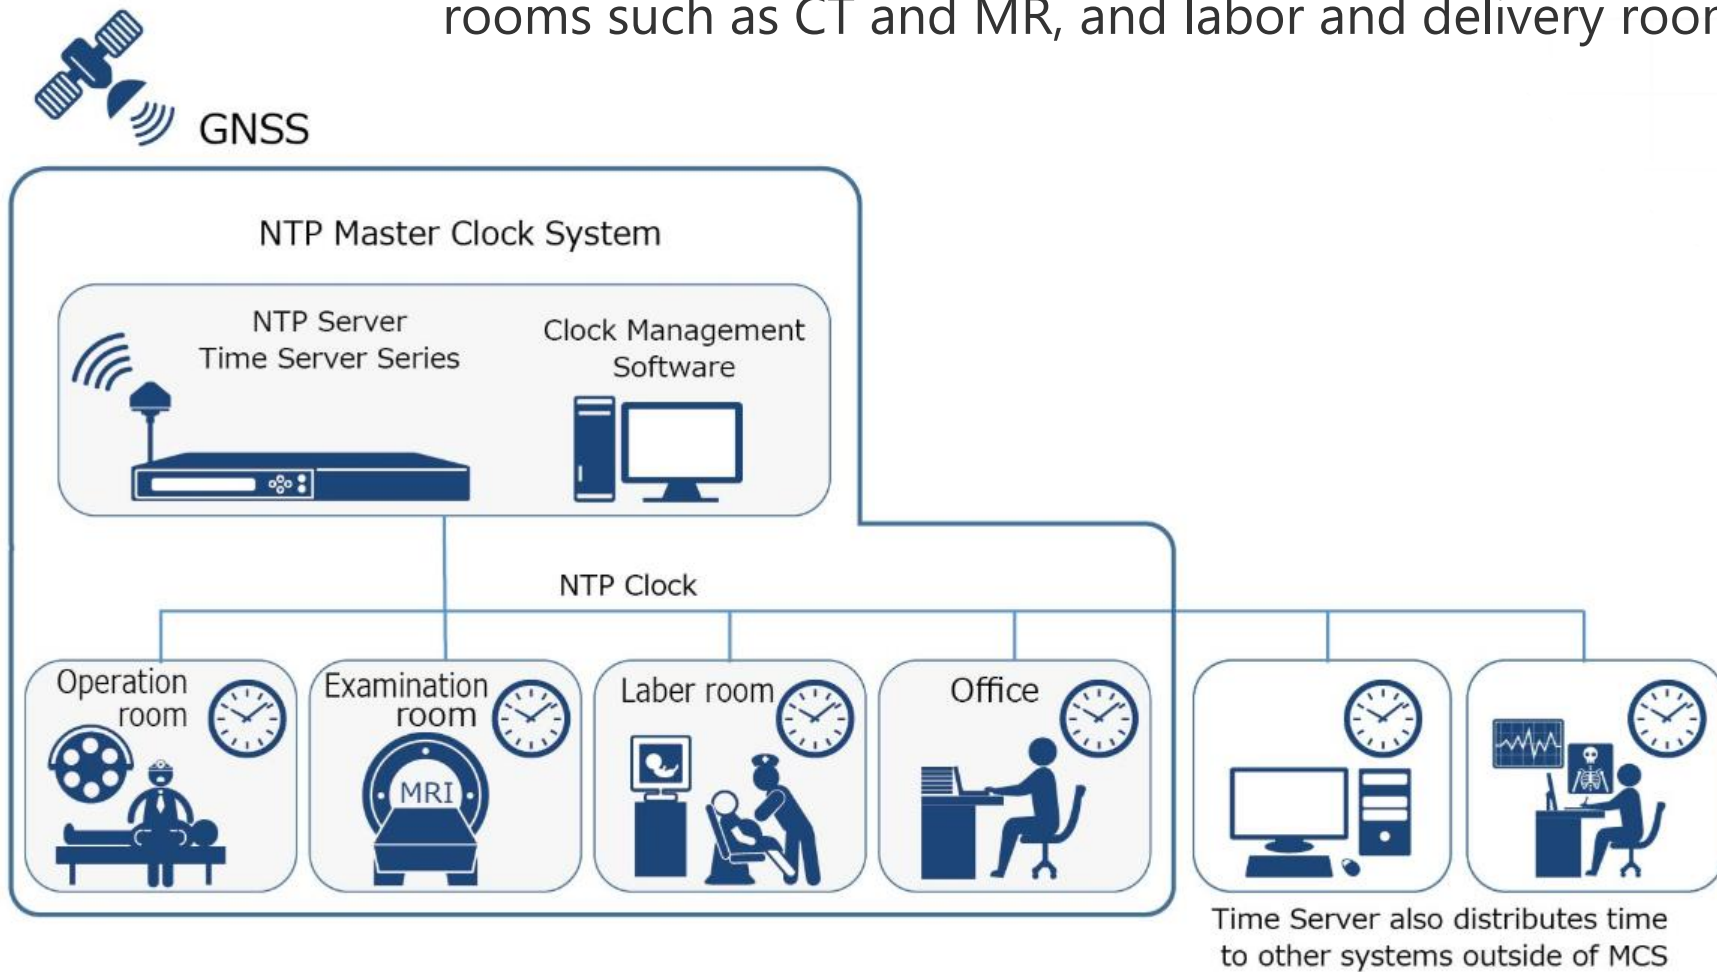 rooms such as CT and MR, and labor and delivery room
GNSS
NTP Master Clock System
NTP Server
Time Server Series
Clock Management
Software
NTP Clock
Operation
room
Examination
room
MRI
Laber room
Office
Time Server also distributes time
to other systems outside of MCS